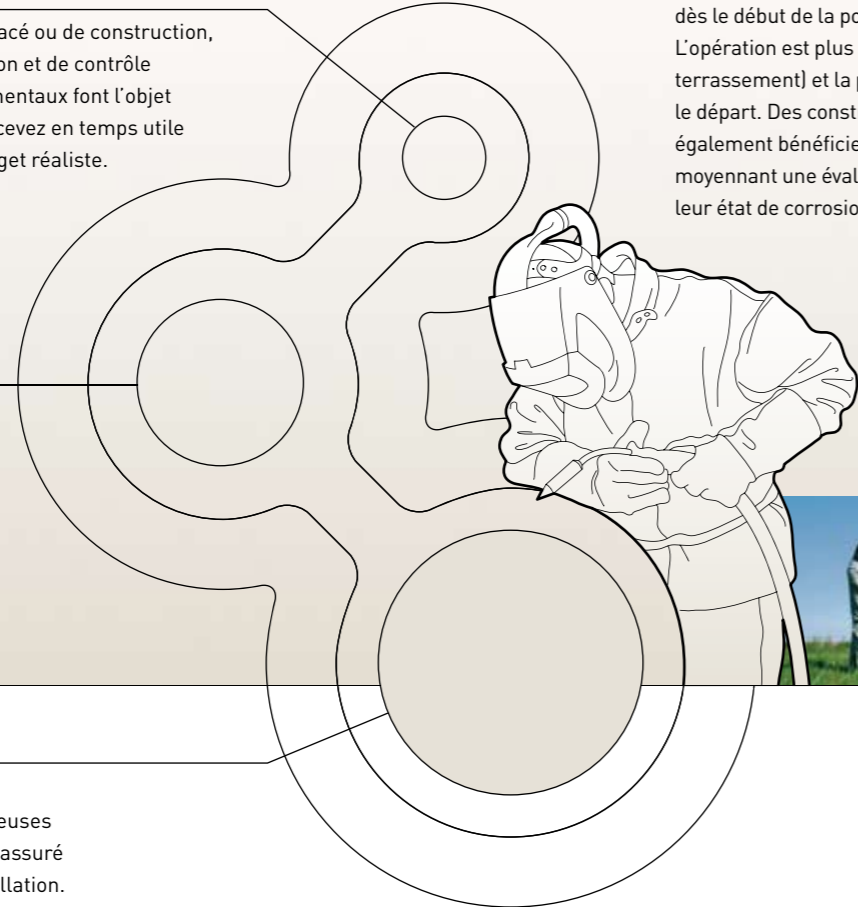 acé ou de construction,
on et de contrôle
nentaux font l'objet
cevez en temps utile
get réaliste.
dès le début de la po
L'opération est plus
terrassement) et la p
le départ. Des const
également bénéficie
moyennant une éval
leur état de corrosio
euses
assuré
llation.